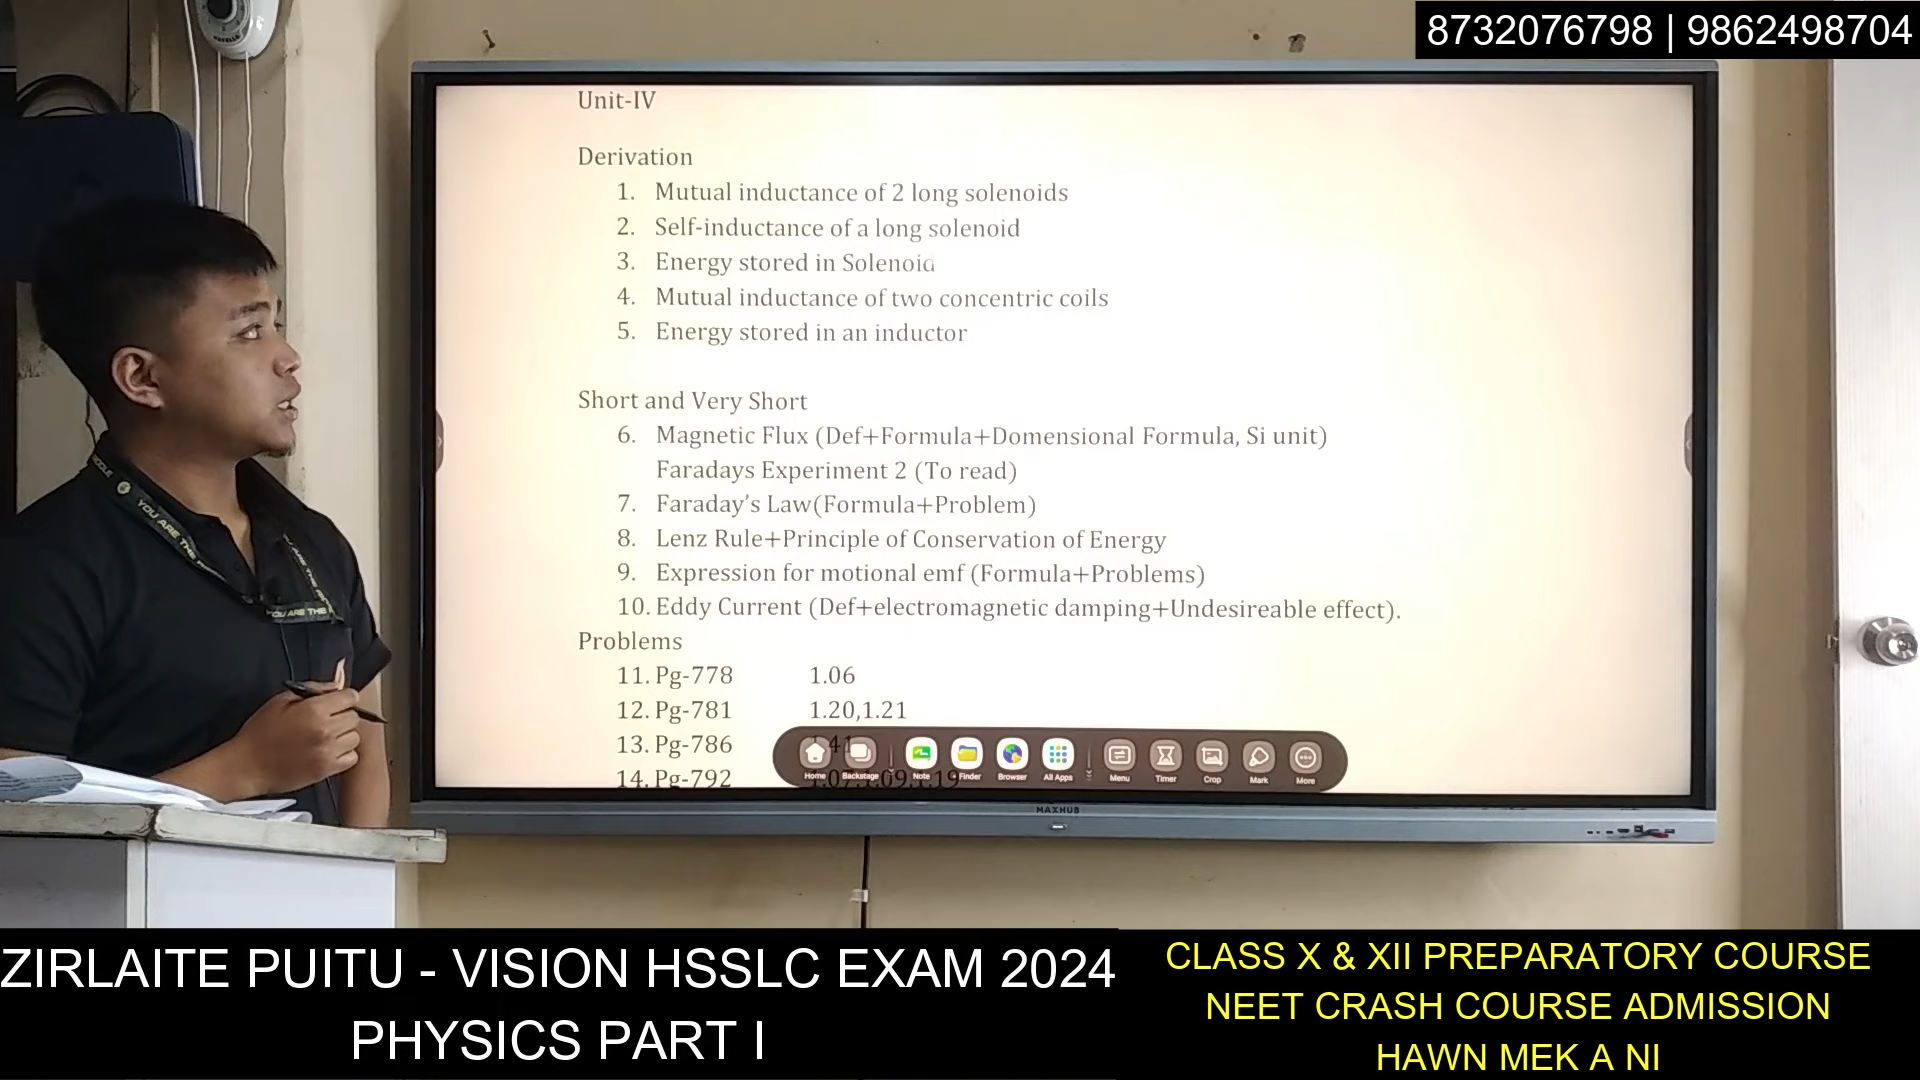 8732076798 | 9862498704
Unit-IV
Derivation
1. Mutual inductance of 2 long solenoids
2. Self-inductance of a long solenoid
3. Energy stored in Solenoid
4. Mutual inductance of two concentric coils
5. Energy stored in an inductor
Short and Very Short
6. Magnetic Flux (Def+Formula+Domensional Formula, Si unit)
Faradays Experiment 2 (To read)
7. Faraday's Law(Formula+Problem)
8. Lenz Rule+Principle of Conservation of Energy
9. Expression for motional emf (Formula+Problems)
10. Eddy Current (Def+electromagnetic damping+Undesireable effect).
Problems
11. Pg-778 1.06
12. Pg-781 1.20,1.21
13. Pg-786
14. Pg-792
Home Backstage Note Finder Browser All Apps Menu Timer Crop Mark More
MAXHUB
YOU ARE THE
YOU ARE THE
ZIRLAITE PUITU - VISION HSSLC EXAM 2024
PHYSICS PART I
CLASS X & XII PREPARATORY COURSE
NEET CRASH COURSE ADMISSION
HAWN MEK A NI